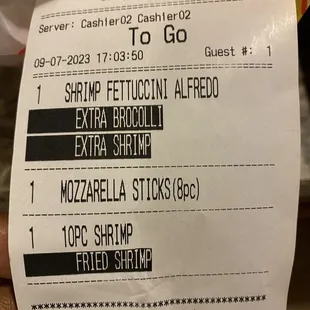 Server: Cashier02 Cashier02
To Go
09-07-2023 17:03:50 Guest #: 1
1 SHRIMP FETTUCCINI ALFREDO
EXTRA BROCOLLI
EXTRA SHRIMP
1 MOZZARELLA STICKS(8pc)
1 10PC SHRIMP
FRIED SHRIMP